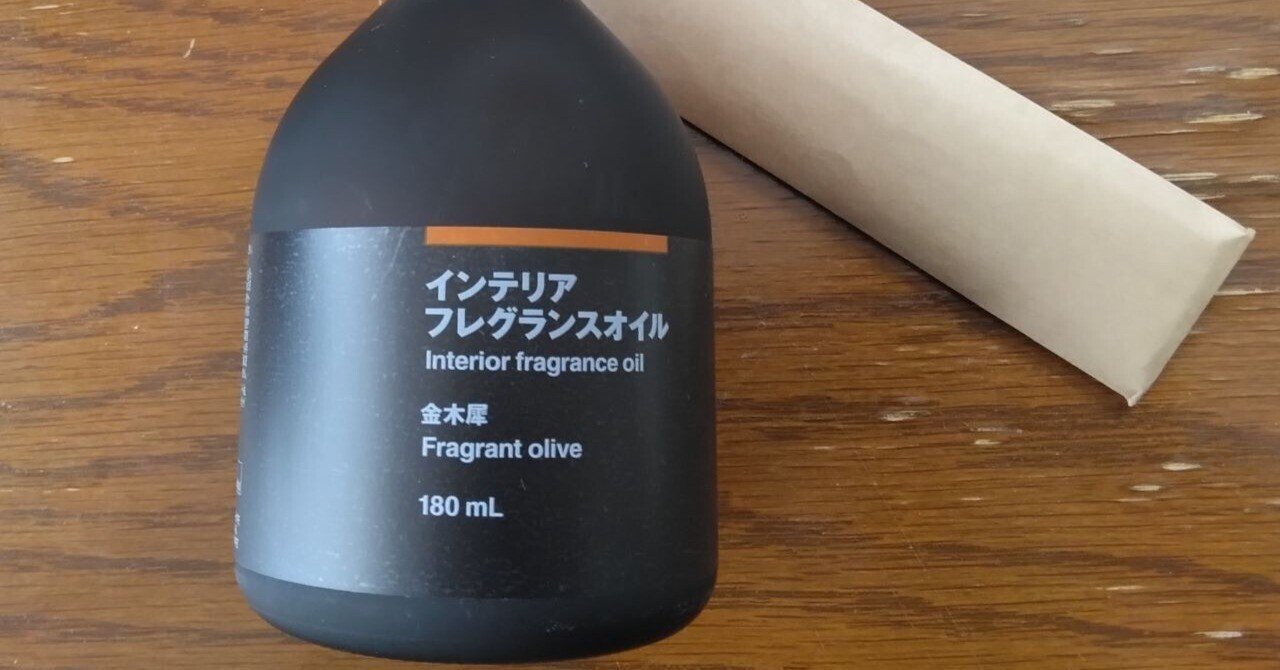 インテリア
フレグランスオイル
Interior fragrance oil
金木犀
Fragrant olive
180 mL